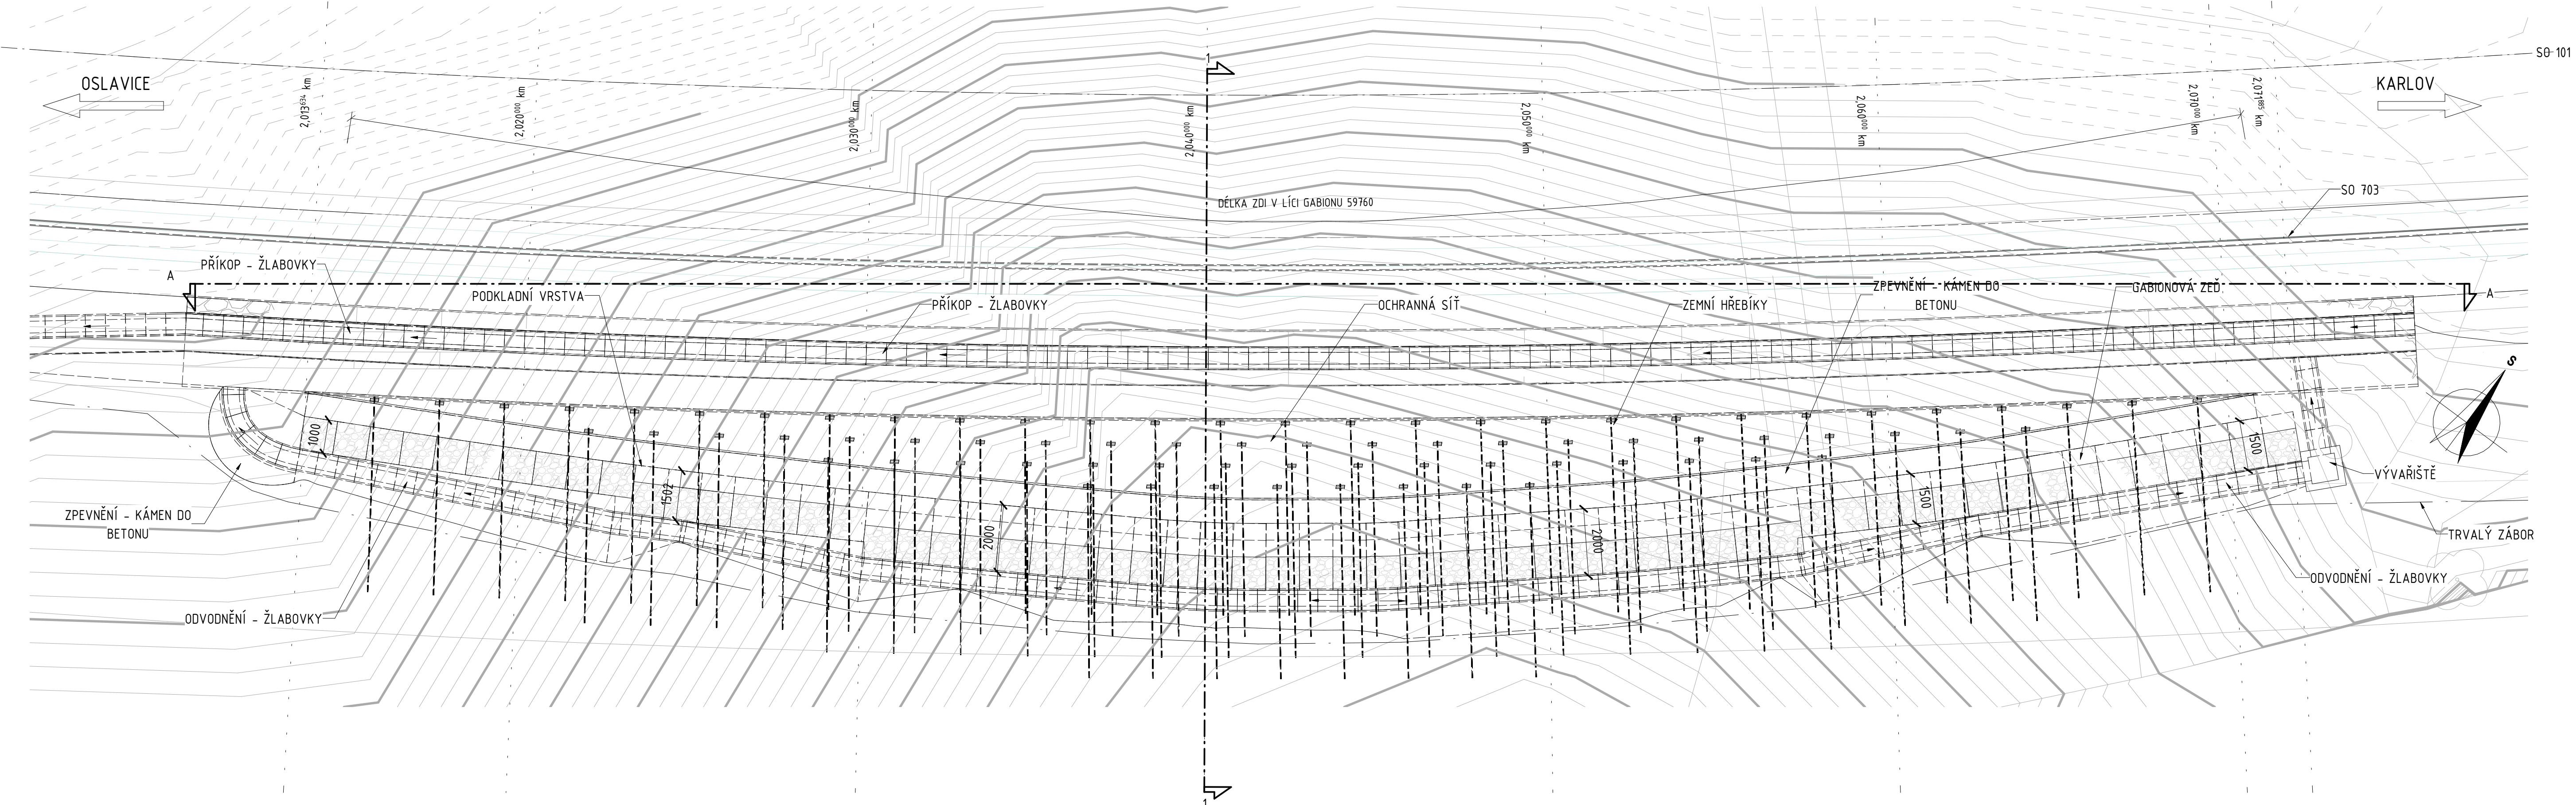 SO 101
OSLAVICE
KARLOV
2,013⁶³⁴ km
2,020⁰⁰⁰ km
2,030⁰⁰⁰ km
2,040⁰⁰⁰ km
2,050⁰⁰⁰ km
2,060⁰⁰⁰ km
2,070⁰⁰⁰ km
2,071⁸⁸⁵ km
1
DÉLKA ZDI V LÍCI GABIONU 59760
SO 703
A
PŘÍKOP - ŽLABOVKY
PODKLADNÍ VRSTVA
PŘÍKOP - ŽLABOVKY
OCHRANNÁ SÍŤ
ZEMNÍ HŘEBÍKY
ZPEVNĚNÍ - KÁMEN DO
BETONU
GABIONOVÁ ZEĎ
A
S
1000
1502
2000
2000
1500
1500
VÝVAŘIŠTĚ
ZPEVNĚNÍ - KÁMEN DO
BETONU
TRVALÝ ZÁBOR
ODVODNĚNÍ - ŽLABOVKY
ODVODNĚNÍ - ŽLABOVKY
1